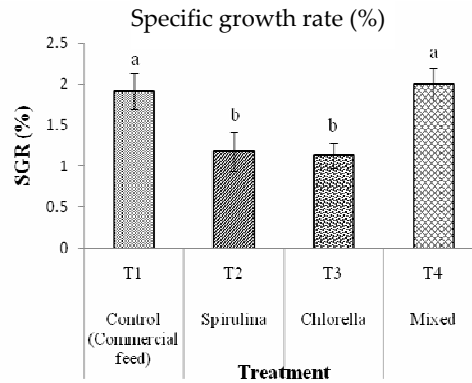 Specific growth rate (%)
SGR (%)
2.5
2
1.5
1
0.5
0
a
b
b
a
T1
T2
T3
T4
Control
(Commercial
feed)
Spirulina
Chlorella
Mixed
Treatment